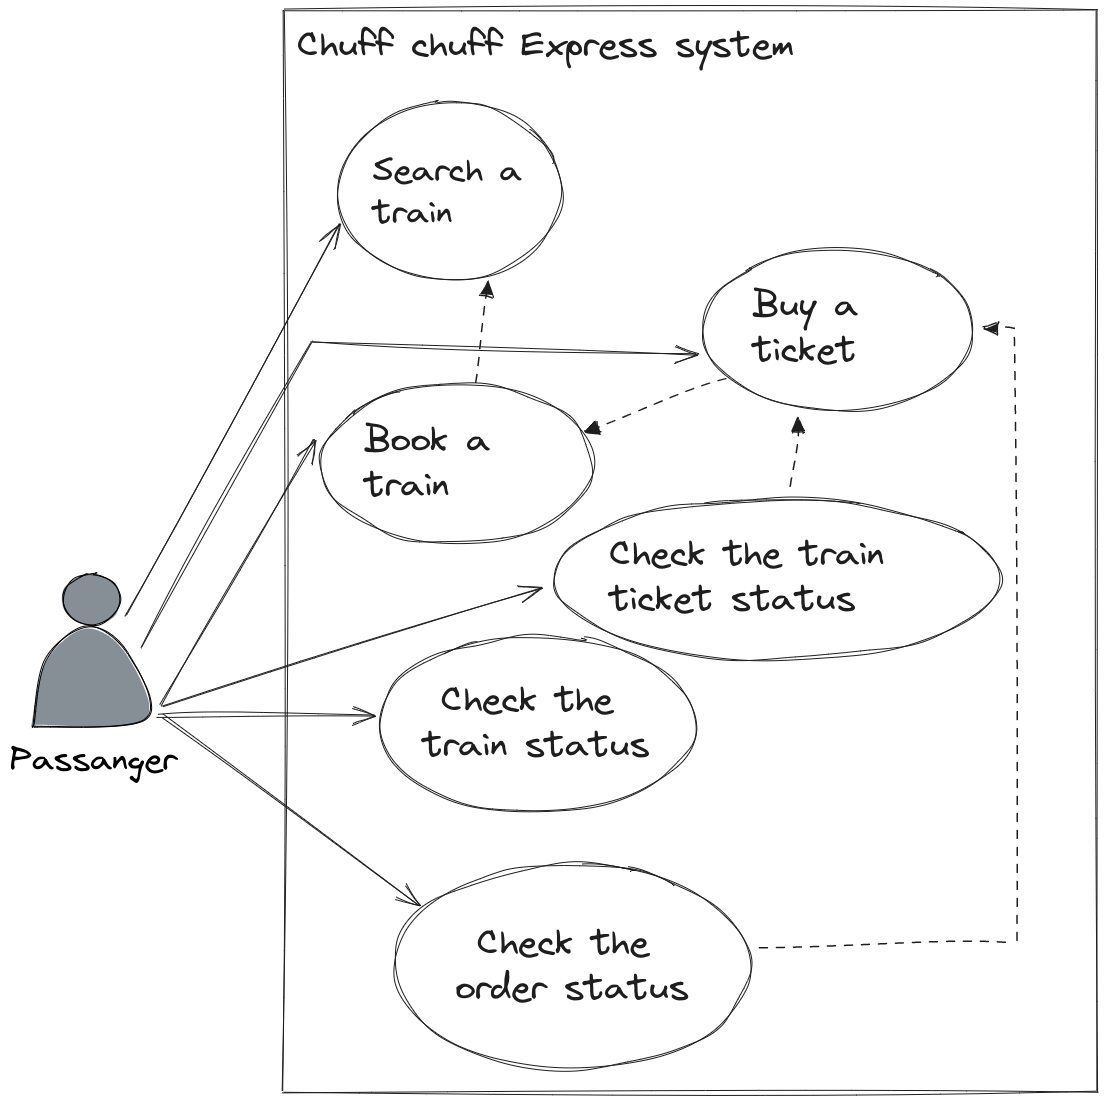 Chuff chuff Express system
Search a
train
Buy a
ticket
Book a
train
Check the train
ticket status
Check the
train status
Passanger
Check the
order status